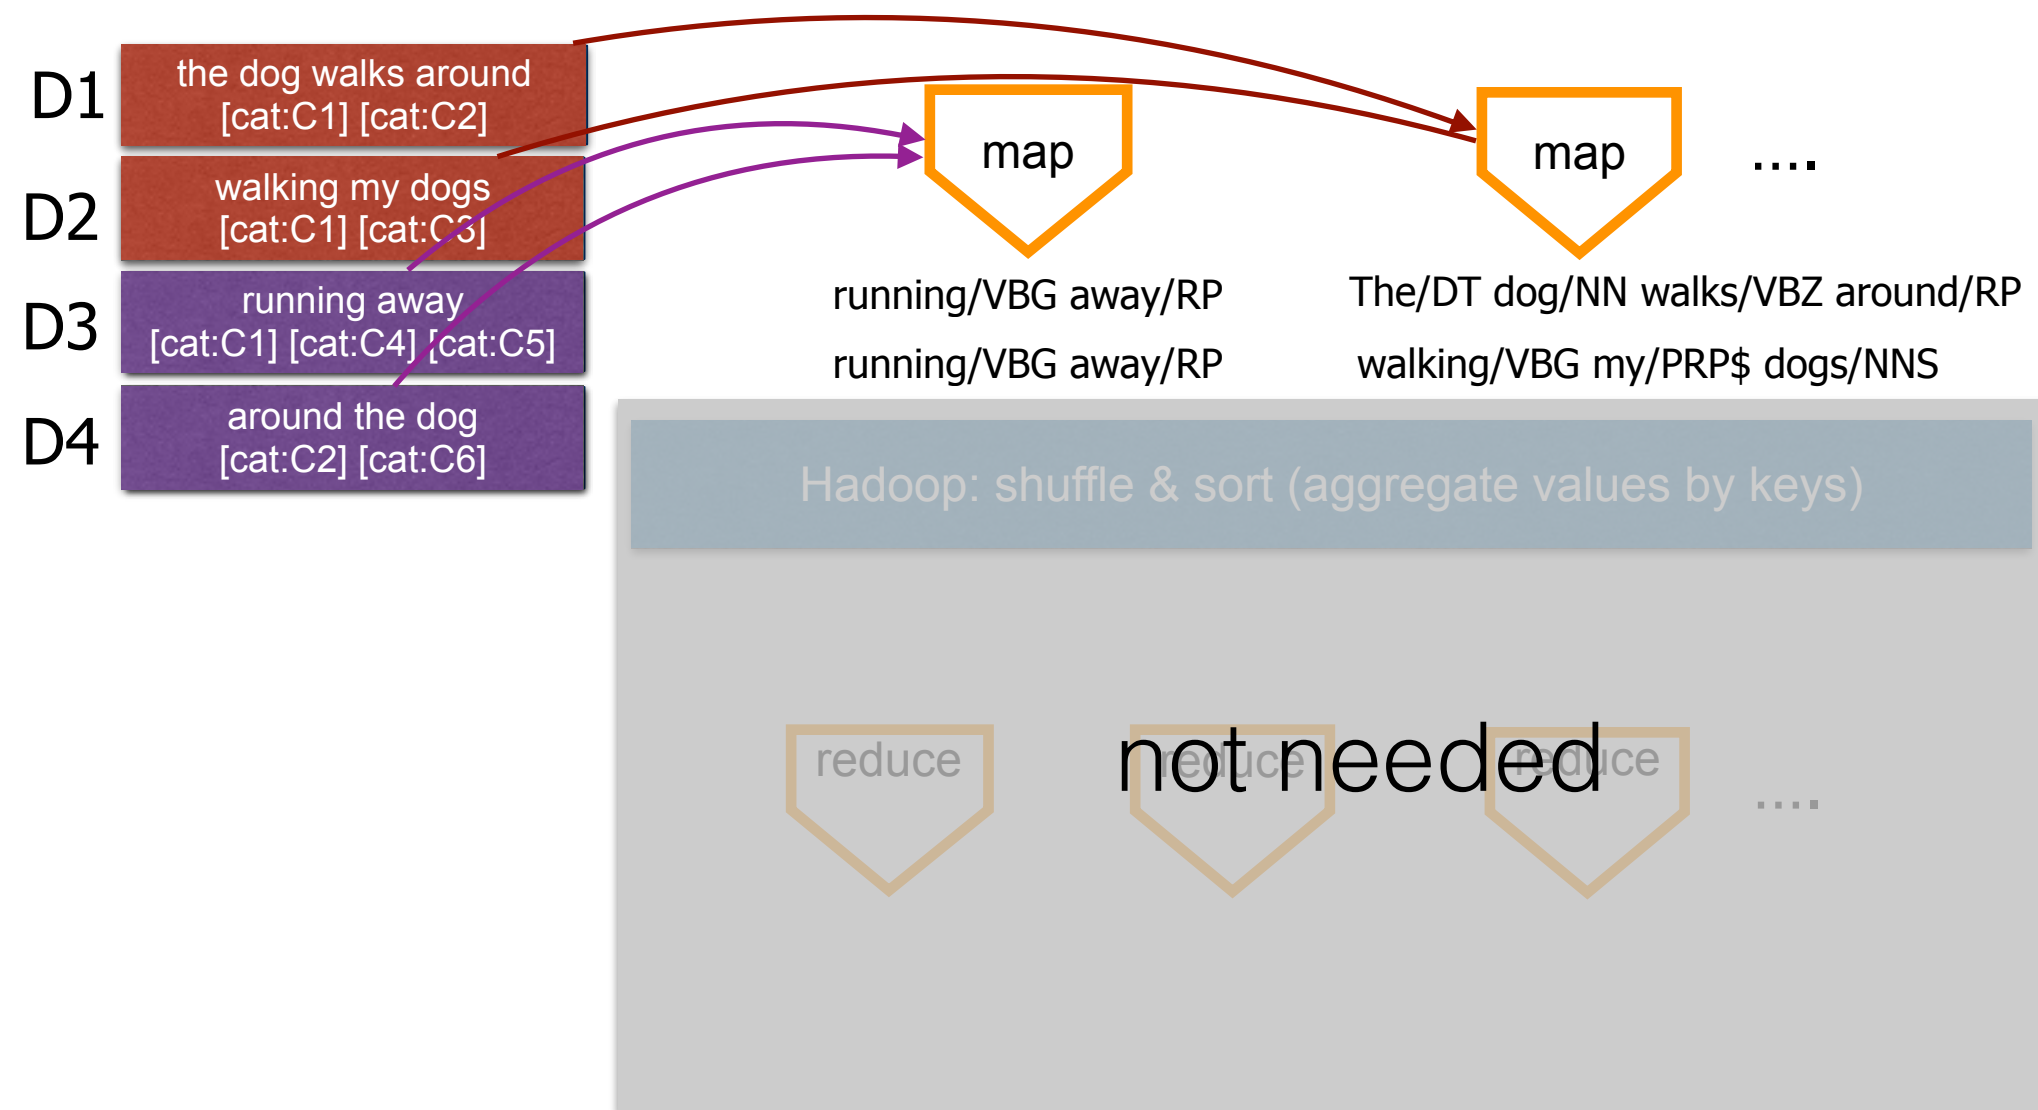 D1
the dog walks around
[cat:C1] [cat:C2]
D2
walking my dogs
[cat:C1] [cat:C3]
D3
running away
[cat:C1] [cat:C4] [cat:C5]
D4
around the dog
[cat:C2] [cat:C6]
map
map
....
running/VBG away/RP
running/VBG away/RP
The/DT dog/NN walks/VBZ around/RP
walking/VBG my/PRP$ dogs/NNS
Hadoop: shuffle & sort (aggregate values by keys)
reduce
reduce
reduce
....
not needed